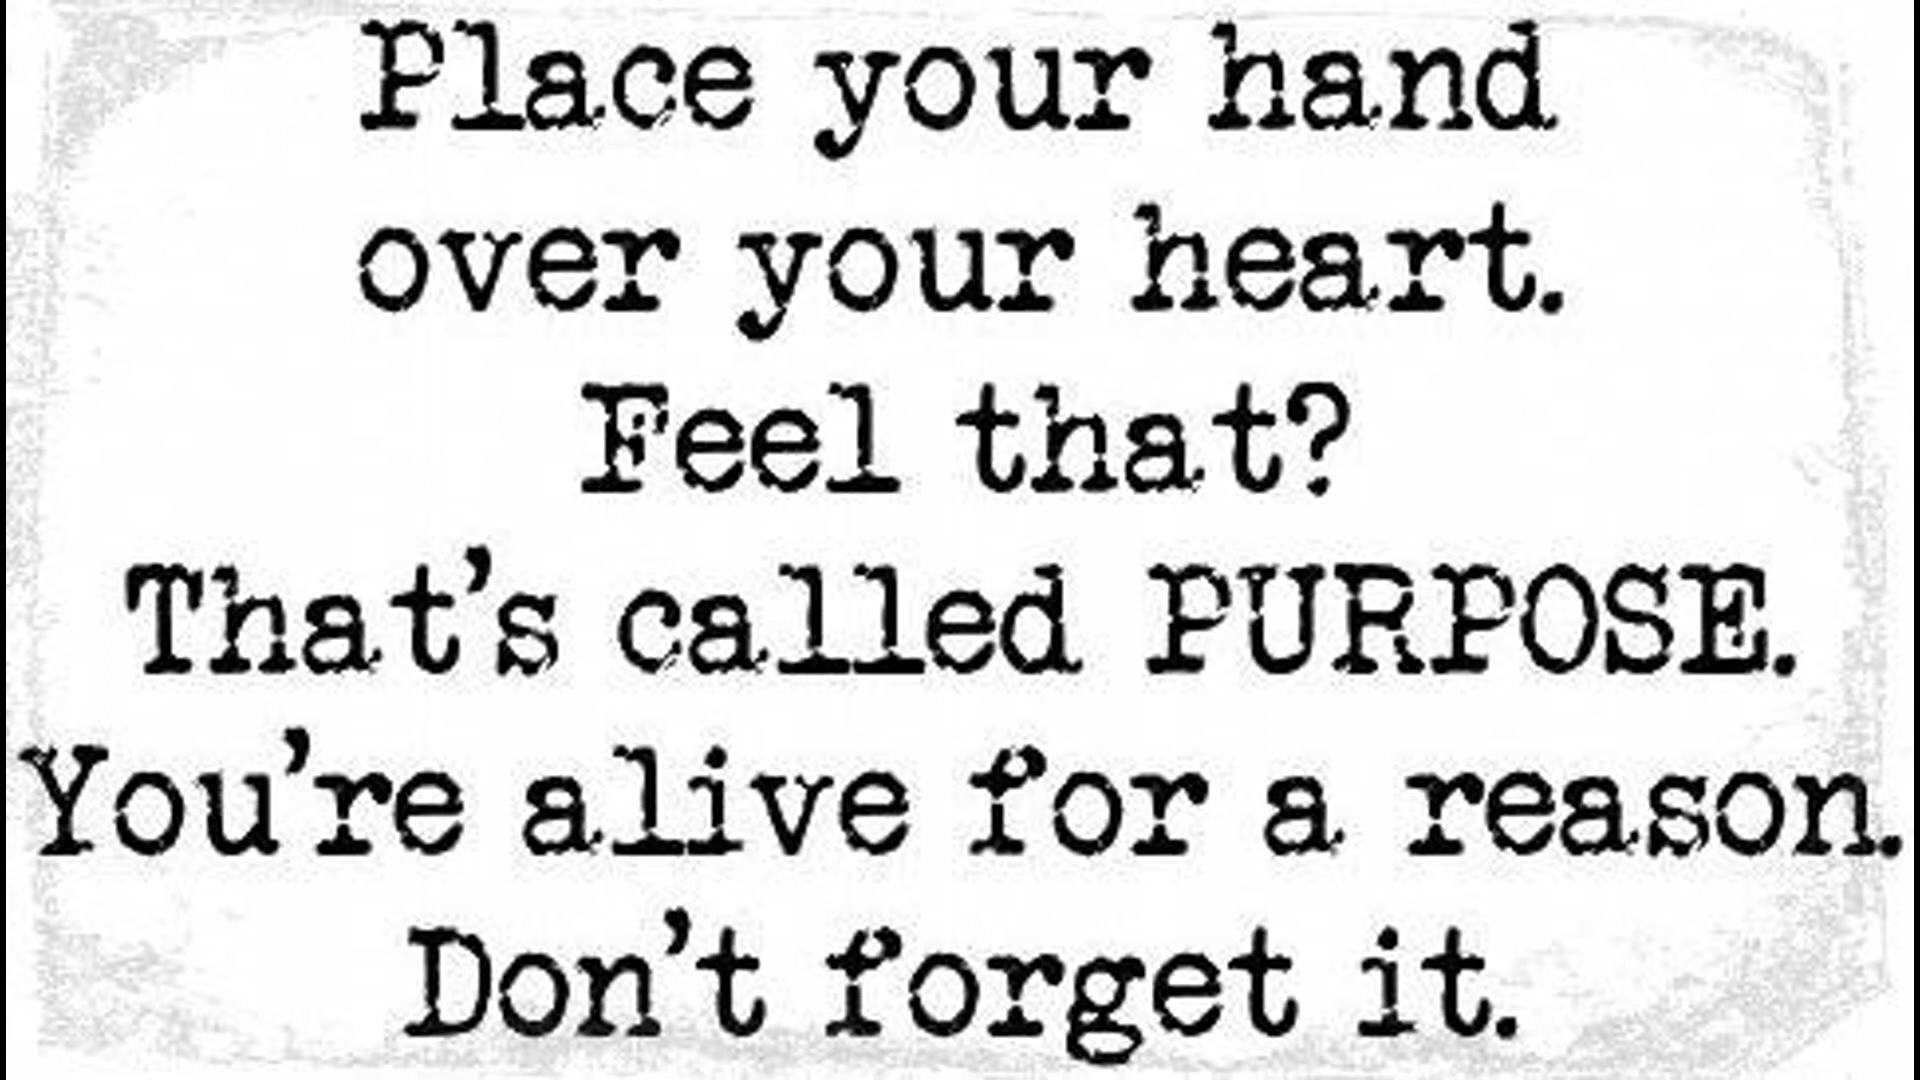 Place your hand
over your heart.
Feel that?
That’s called PURPOSE.
You’re alive for a reason.
Don’t forget it.